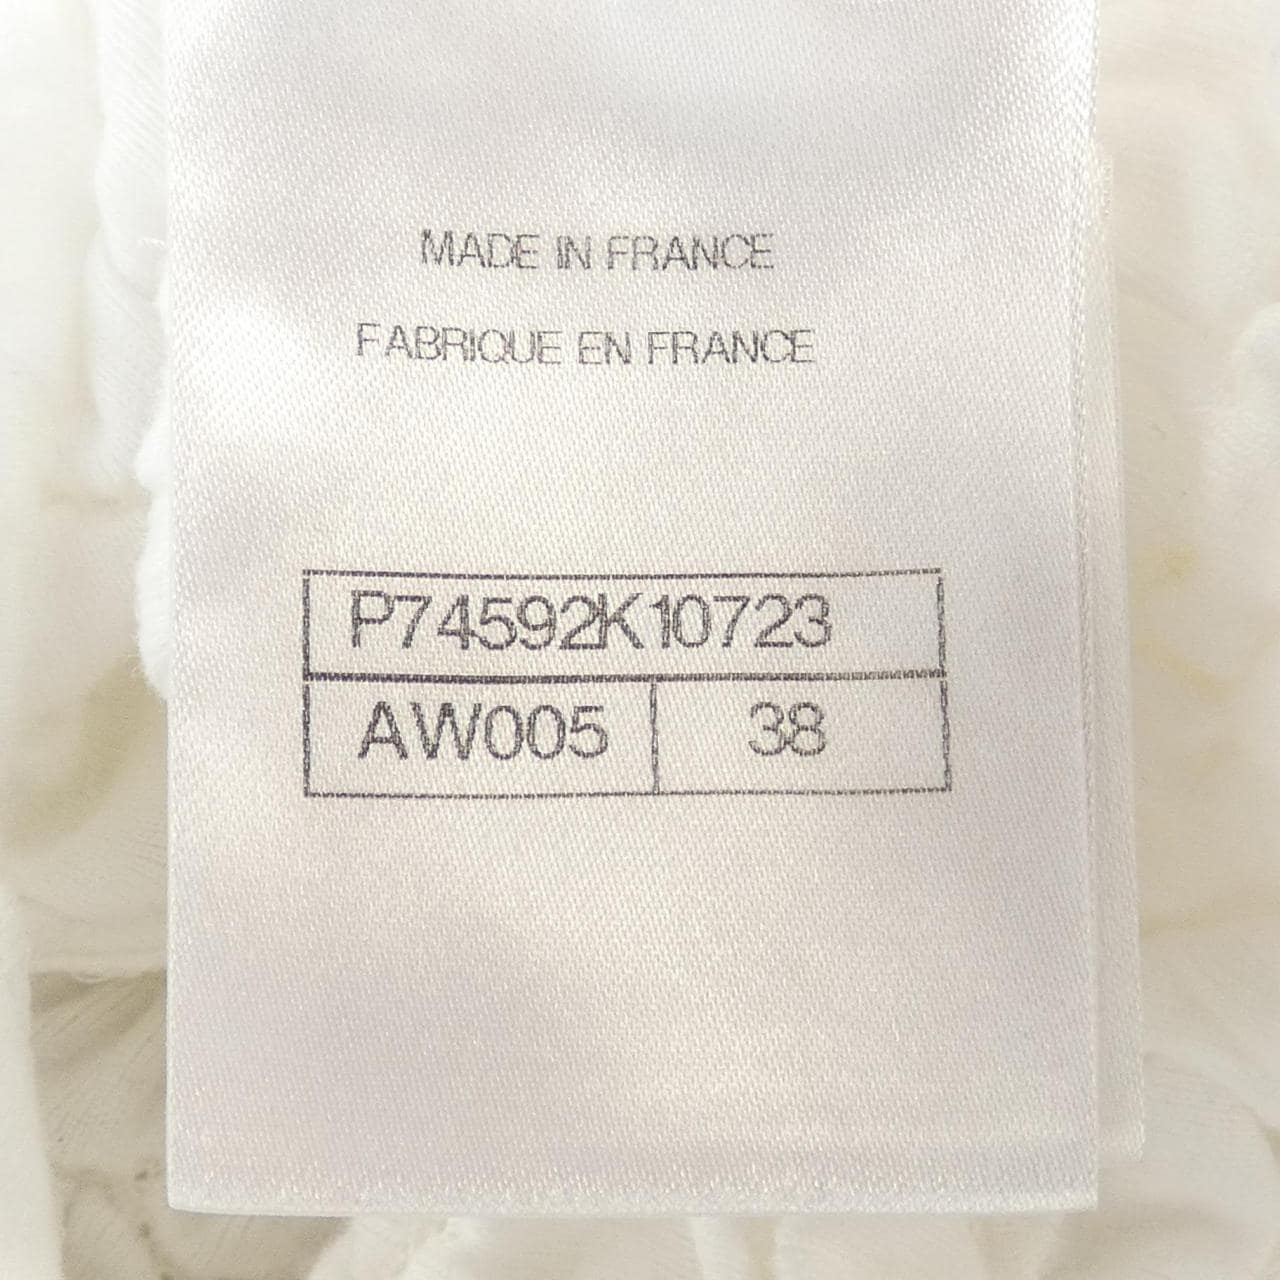 MADE IN FRANCE
FABRIQUE EN FRANCE
P74592K10723
AW005 38